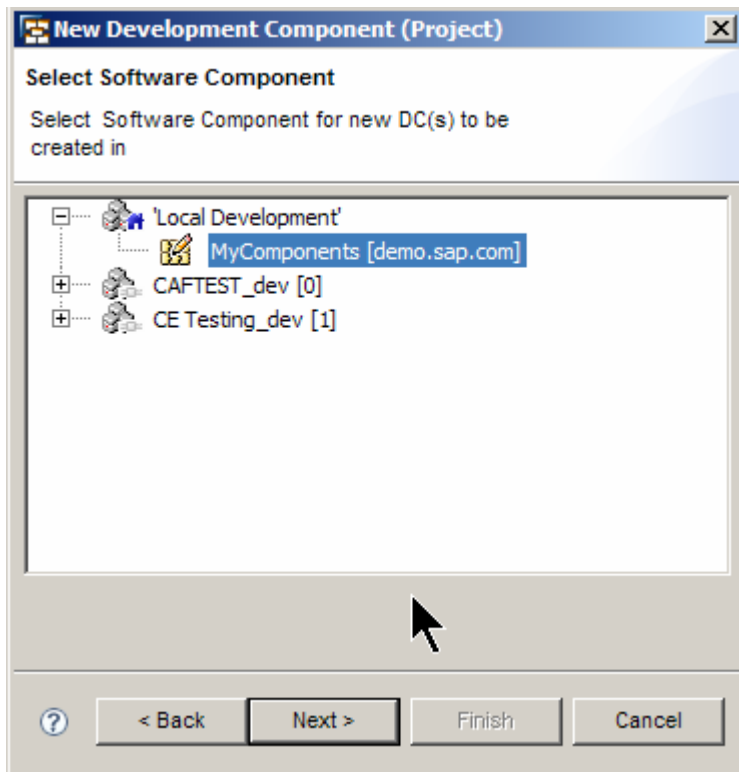 New Development Component (Project)
Select Software Component
Select Software Component for new DC(s) to be
created in
'Local Development'
MyComponents [demo.sap.com]
CAFTEST_dev [0]
CE Testing_dev [1]
? < Back Next > Finish Cancel